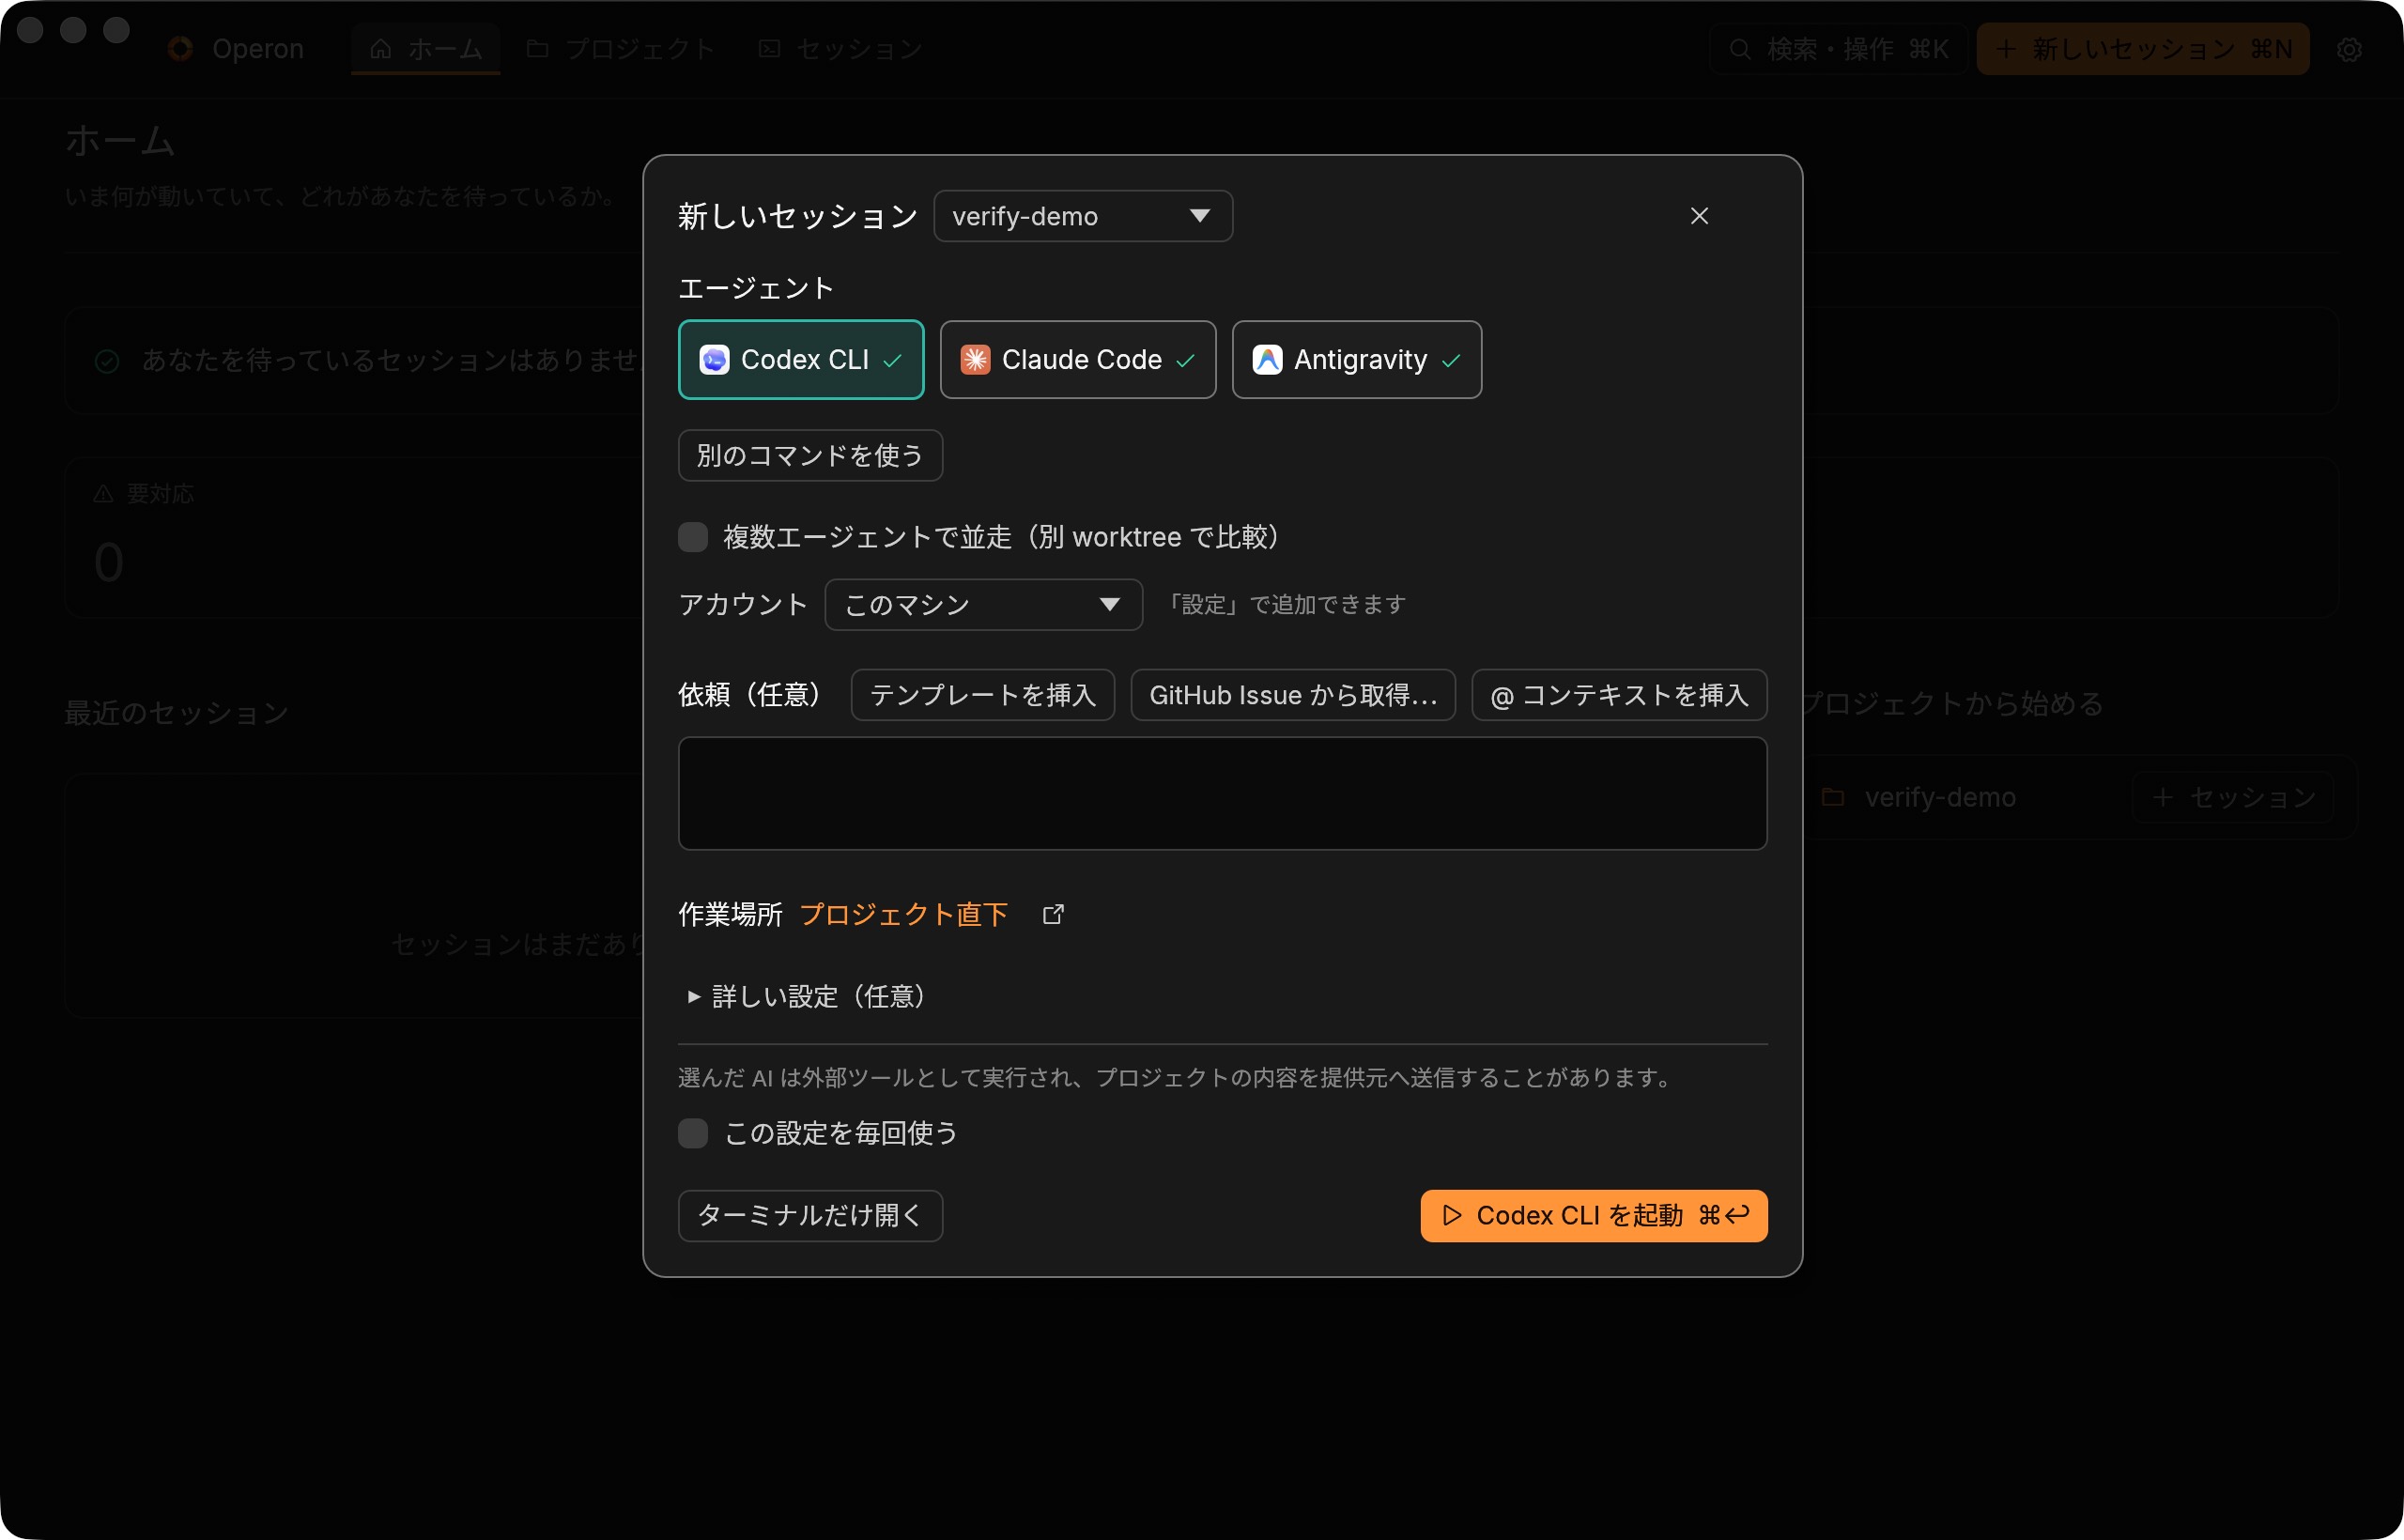 Operon ホーム プロジェクト セッション 検索・操作 ⌘K + 新しいセッション ⌘N
ホーム
いま何が動いていて、どれがあなたを待っているか。
あなたを待っているセッションはありませ
要対応
0
最近のセッション
セッションはまだあり
プロジェクトから始める
verify-demo + セッション
新しいセッション verify-demo
エージェント
Codex CLI Claude Code Antigravity
別のコマンドを使う
複数エージェントで並走（別 worktree で比較）
アカウント このマシン 「設定」で追加できます
依頼（任意） テンプレートを挿入 GitHub Issue から取得… @ コンテキストを挿入
作業場所 プロジェクト直下
詳しい設定（任意）
選んだ AI は外部ツールとして実行され、プロジェクトの内容を提供元へ送信することがあります。
この設定を毎回使う
ターミナルだけ開く Codex CLI を起動 ⌘↩